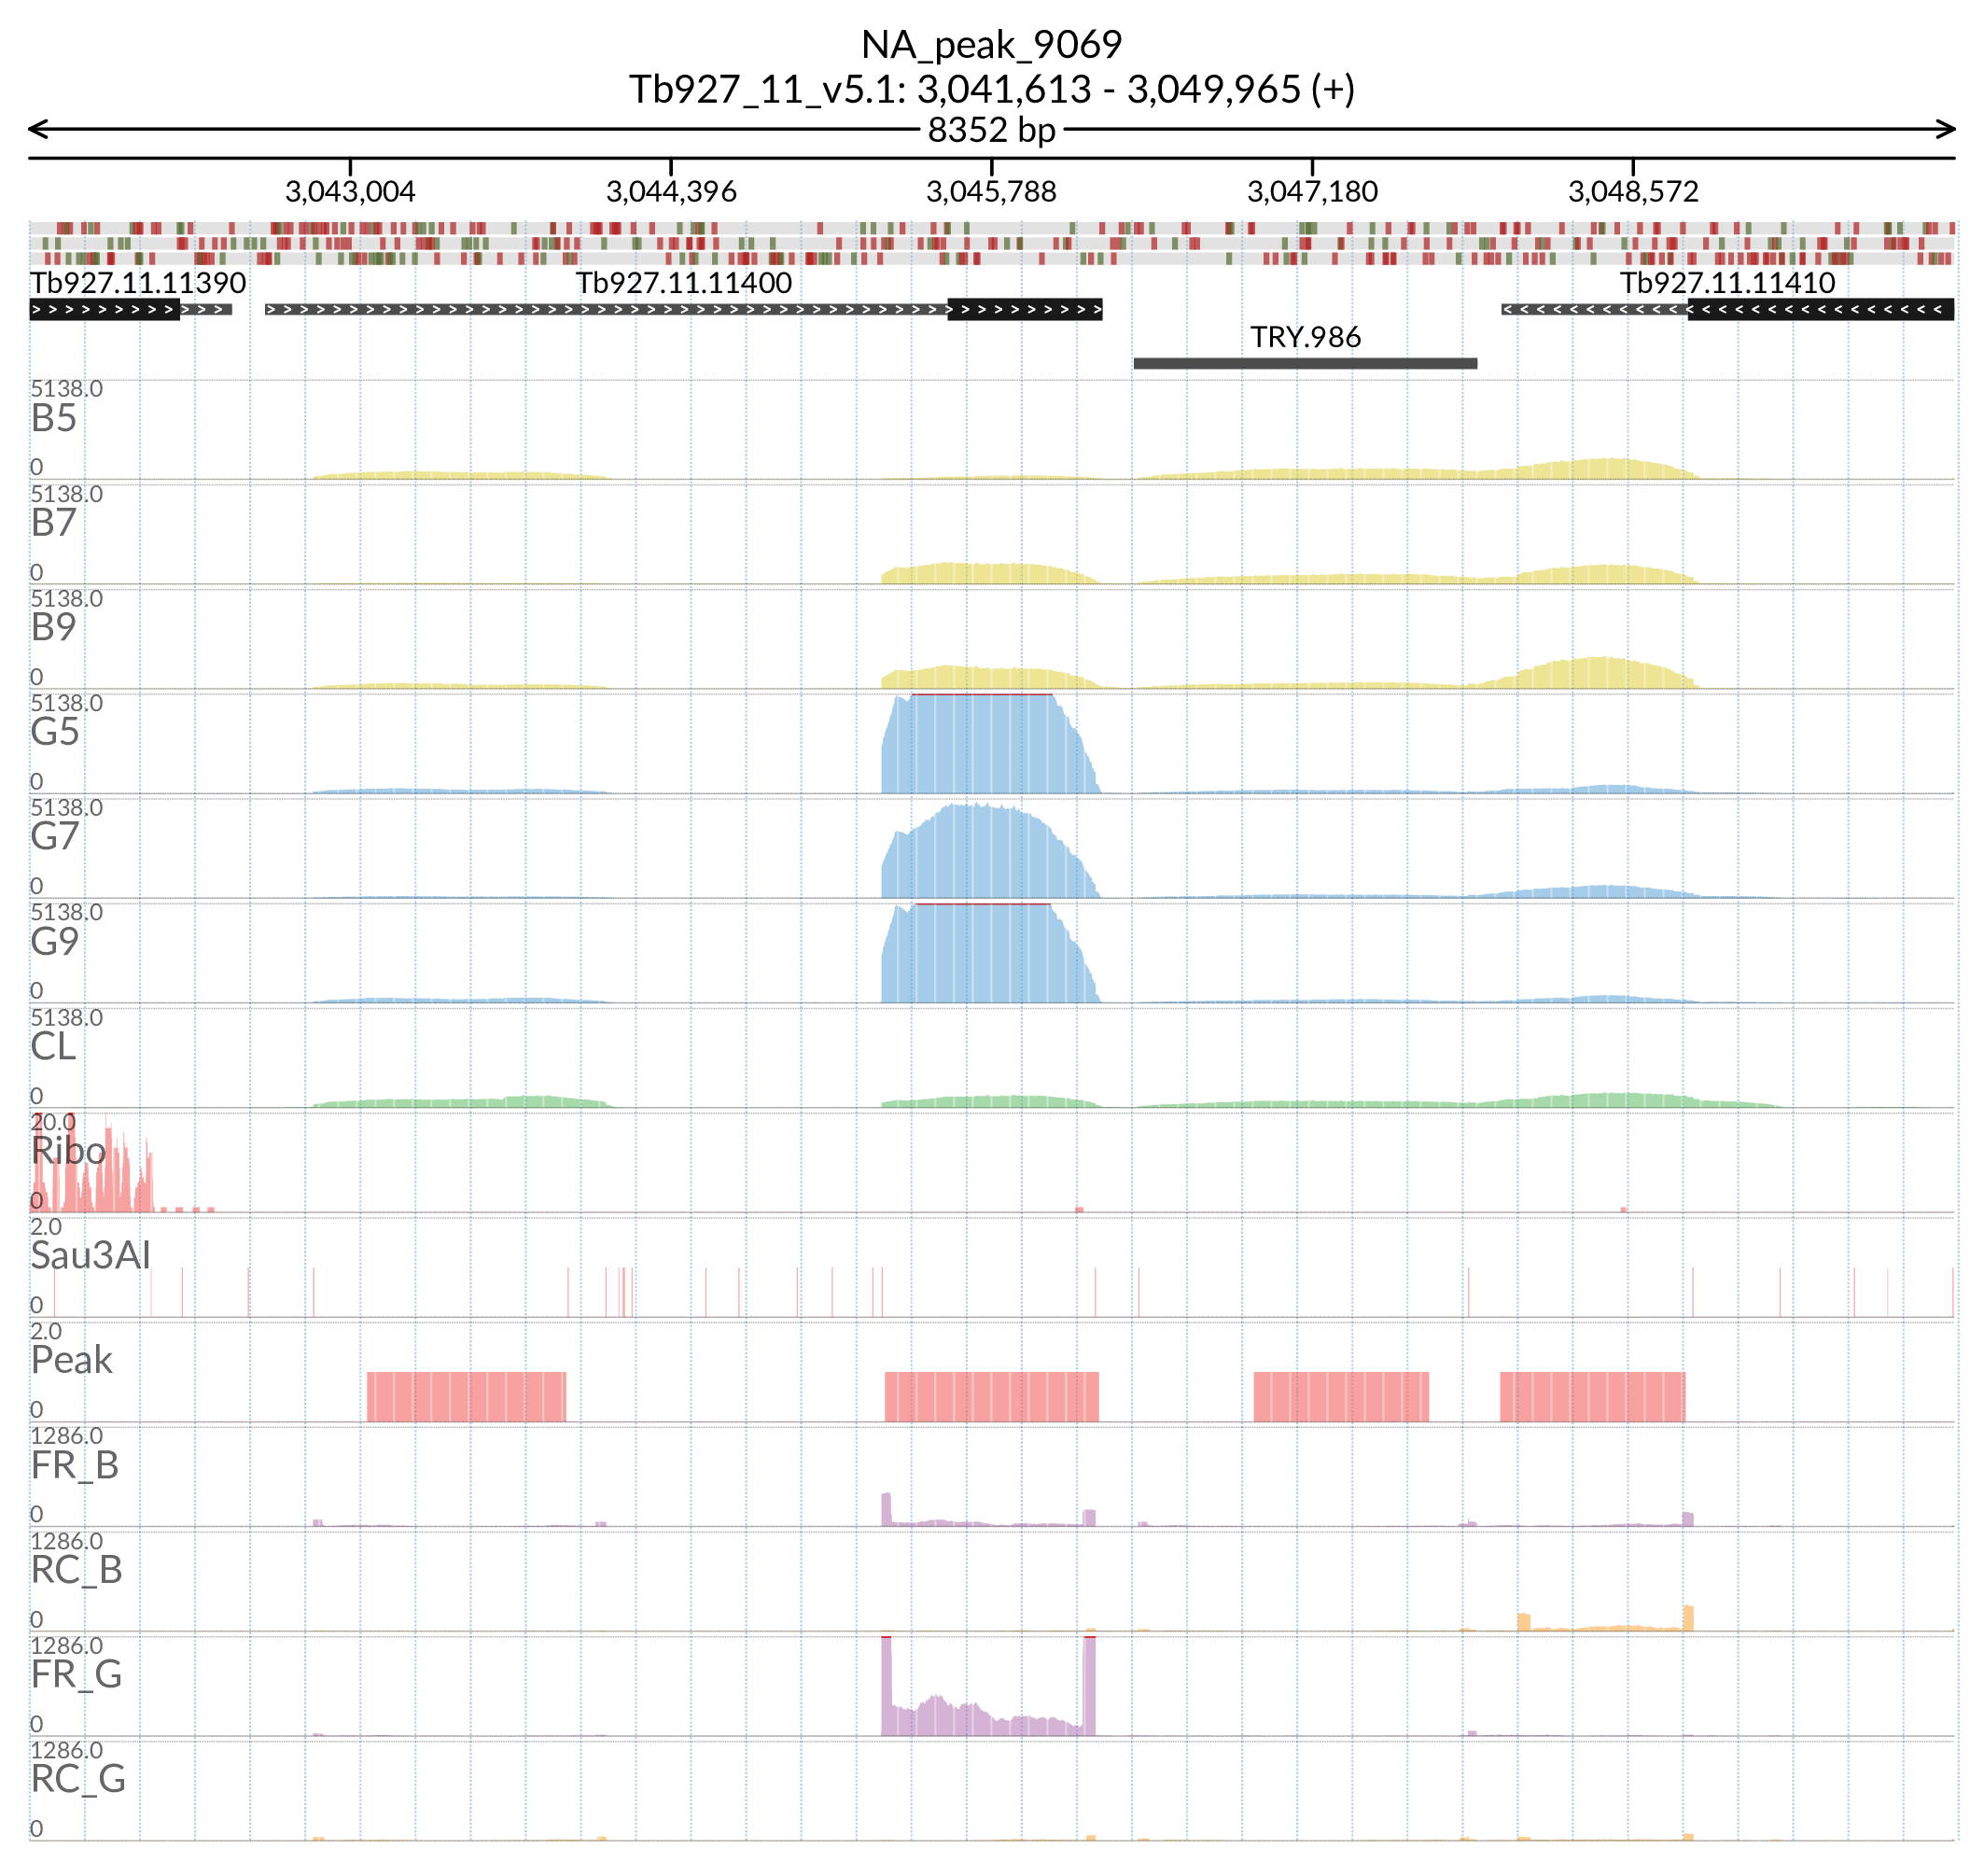 NA_peak_9069
Tb927_11_v5.1: 3,041,613 - 3,049,965 (+)
8352 bp
3,043,004 3,044,396 3,045,788 3,047,180 3,048,572
Tb927.11.11390 Tb927.11.11400 Tb927.11.11410
TRY.986
5138.0
B5
0
5138.0
B7
0
5138.0
B9
0
5138.0
G5
0
5138.0
G7
0
5138.0
G9
0
5138.0
CL
0
20.0
Ribo
0
2.0
Sau3AI
0
2.0
Peak
0
1286.0
FR_B
0
1286.0
RC_B
0
1286.0
FR_G
0
1286.0
RC_G
0